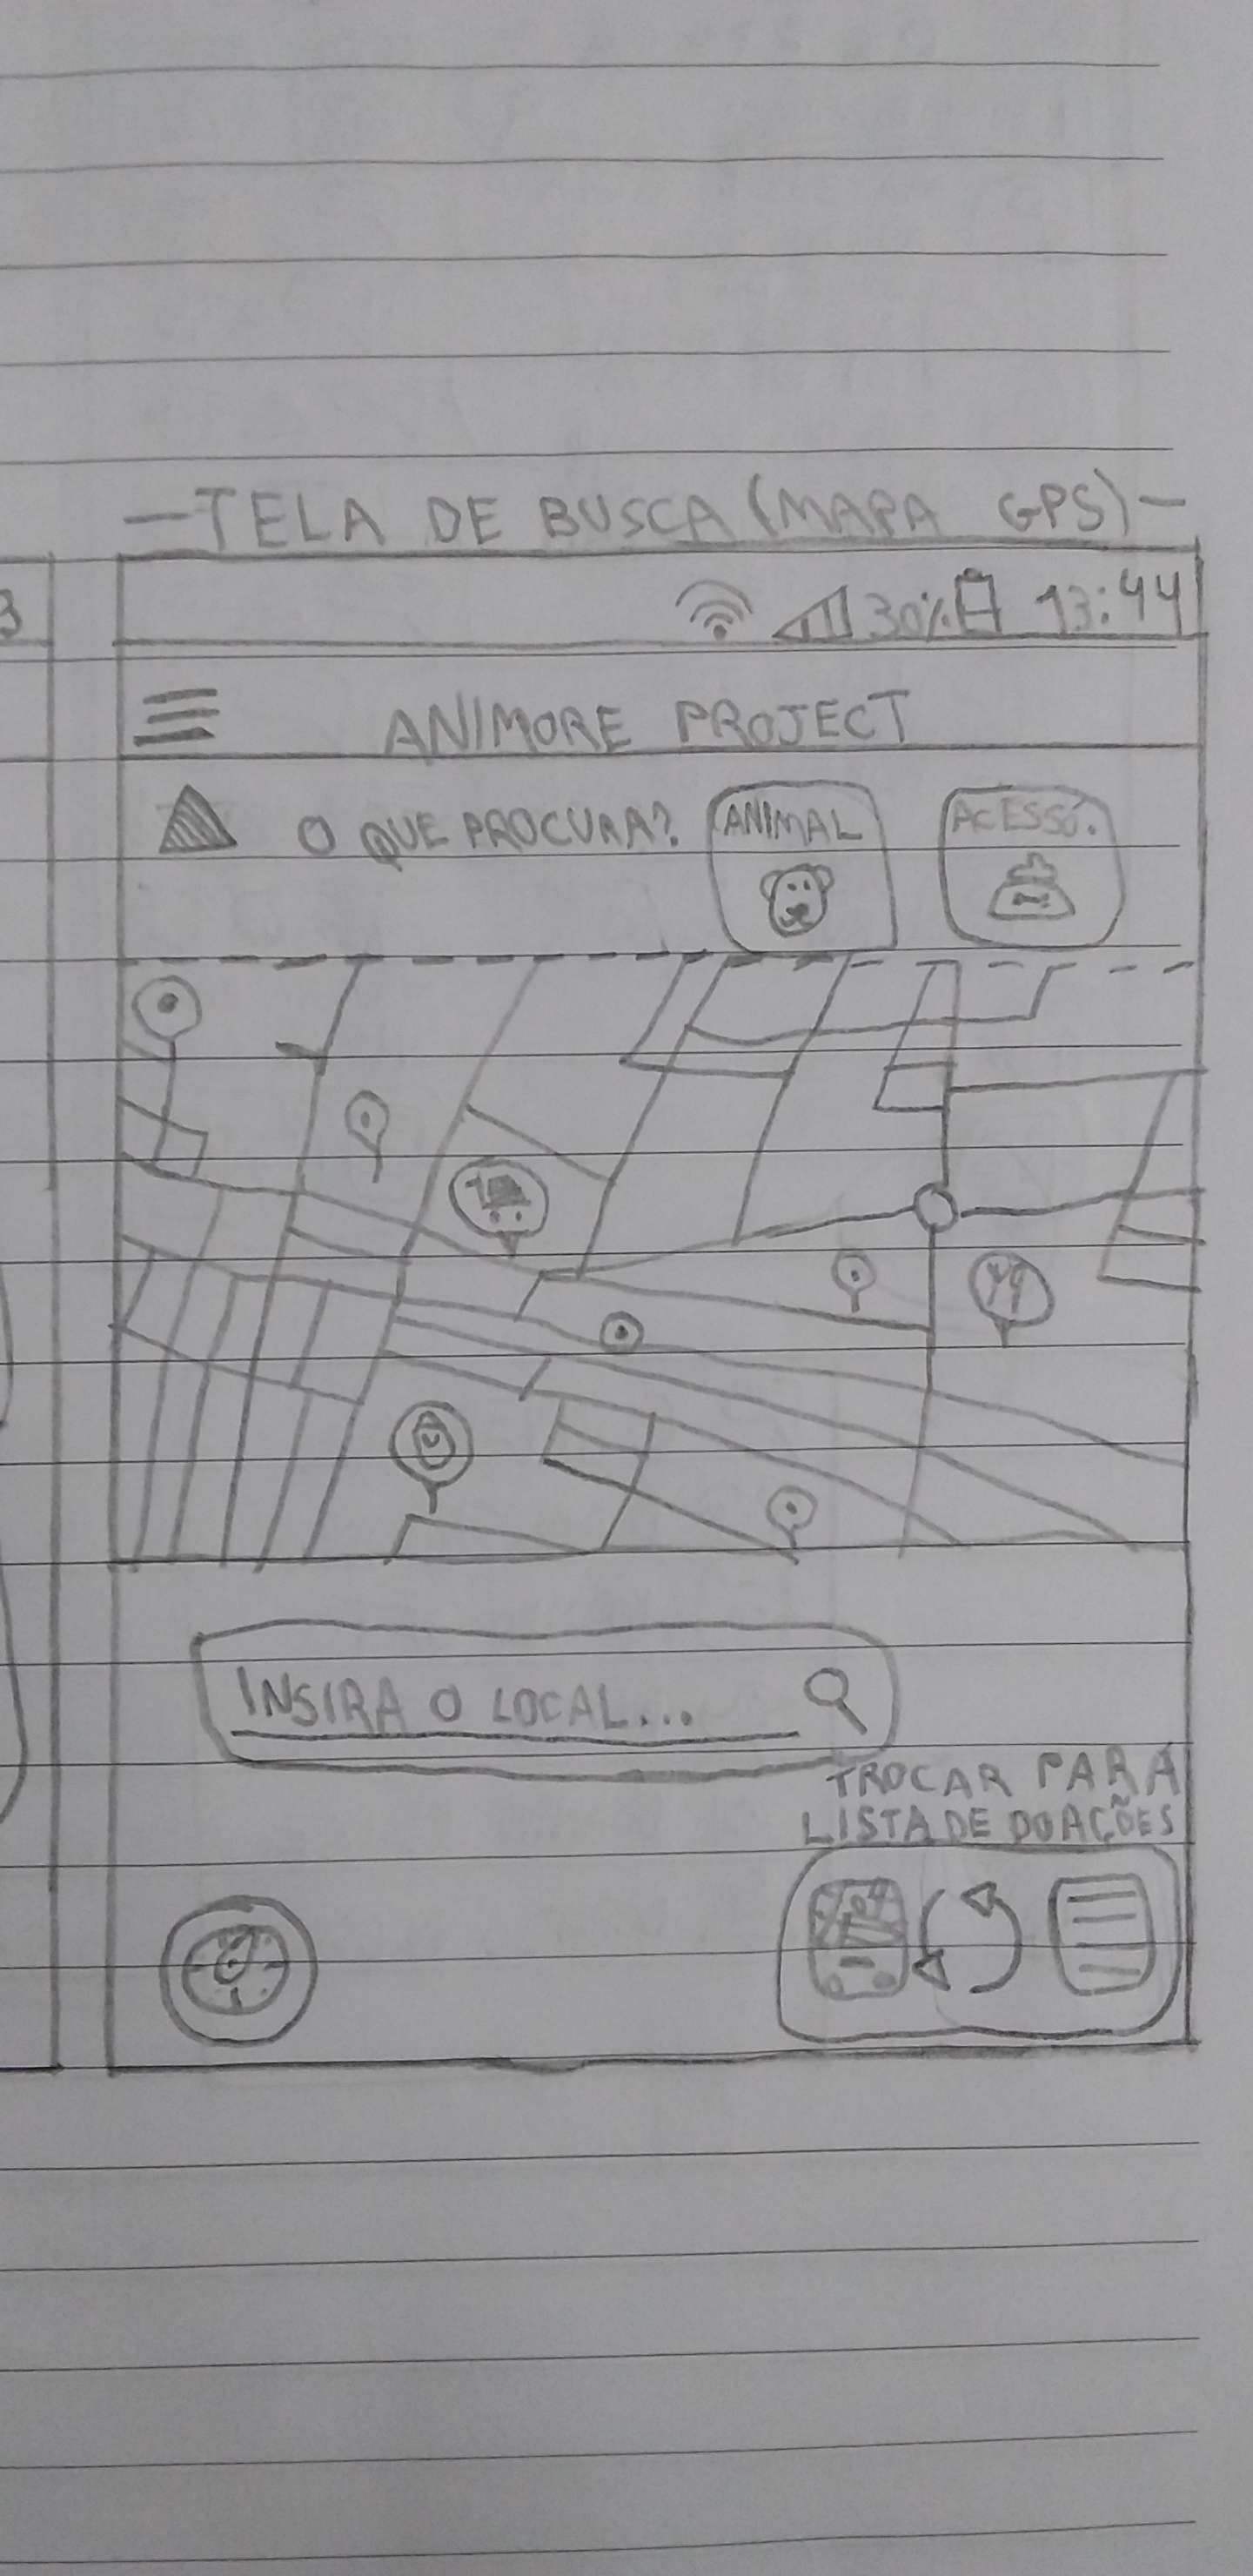 —TELA DE BUSCA (MAPA GPS)—
3
30% 13:44
ANIMORE PROJECT
O QUE PROCURA? ANIMAL ACESSÓ.
INSIRA O LOCAL...
TROCAR PARA
LISTA DE DOAÇÕES